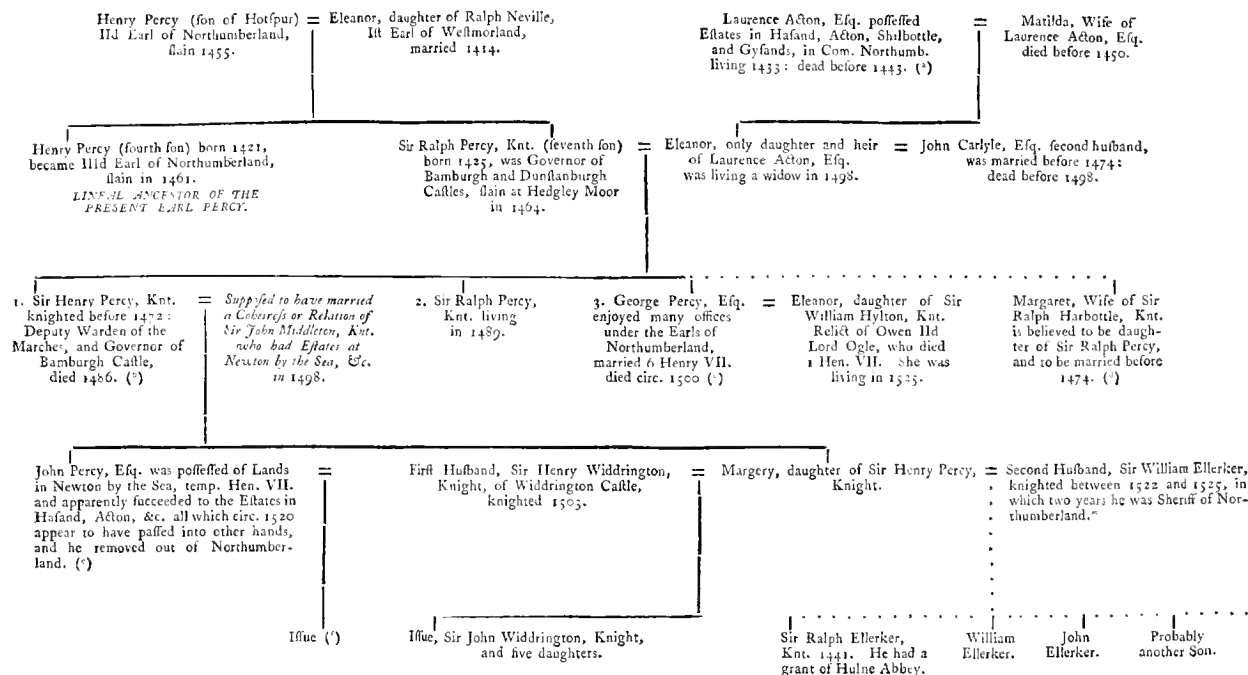 Henry Percy (ſon of Hotſpur)
IId Earl of Northumberland,
ſlain 1455.
=
Eleanor, daughter of Ralph Neville,
Iſt Earl of Weſtmorland,
married 1414.
Laurence Acton, Eſq. poſſeſſed
Eſtates in Haſand, Acton, Shilbottle,
and Gyſands, in Com. Northumb.
living 1433: dead before 1443. (a)
=
Matilda, Wife of
Laurence Acton, Eſq.
died before 1450.
Henry Percy (fourth ſon) born 1421,
became IIId Earl of Northumberland,
ſlain in 1461.
LINEAL ANCESTOR OF THE
PRESENT EARL PERCY.
Sir Ralph Percy, Knt. (ſeventh ſon)
born 1425, was Governor of
Bamburgh and Dunſtanburgh
Caſtles, ſlain at Hedgley Moor
in 1464.
=
Eleanor, only daughter and heir
of Laurence Acton, Eſq.
was living a widow in 1498.
=
John Carlyle, Eſq. ſecond huſband,
was married before 1474:
dead before 1498.
1. Sir Henry Percy, Knt.
knighted before 1472:
Deputy Warden of the
Marches, and Governor of
Bamburgh Caſtle,
died 1486. (b)
=
Suppoſed to have married
a Coheireſs or Relation of
Sir John Middleton, Knt.
who had Eſtates at
Newton by the Sea, &c.
in 1498.
2. Sir Ralph Percy,
Knt. living
in 1489.
3. George Percy, Eſq.
enjoyed many offices
under the Earls of
Northumberland,
married 6 Henry VII.
died circ. 1500 (c)
=
Eleanor, daughter of Sir
William Hylton, Knt.
Relict of Owen IId
Lord Ogle, who died
1 Hen. VII. She was
living in 1525.
Margaret, Wife of Sir
Ralph Harbottle, Knt.
is believed to be daugh-
ter of Sir Ralph Percy,
and to be married before
1474. (d)
John Percy, Eſq. was poſſeſſed of Lands
in Newton by the Sea, temp. Hen. VII.
and apparently ſucceeded to the Eſtates in
Haſand, Acton, &c. all which circ. 1520
appear to have paſſed into other hands,
and he removed out of Northumber-
land. (e)
=
Firſt Huſband, Sir Henry Widdrington,
Knight, of Widdrington Caſtle,
knighted 1503.
=
Margery, daughter of Sir Henry Percy,
Knight.
=
Second Huſband, Sir William Ellerker,
knighted between 1522 and 1525, in
which two years he was Sheriff of Nor-
thumberland.*
Iſſue (f)
Iſſue, Sir John Widdrington, Knight,
and five daughters.
Sir Ralph Ellerker,
Knt. 1441. He had a
grant of Hulne Abbey.
William
Ellerker.
John
Ellerker.
Probably
another Son.